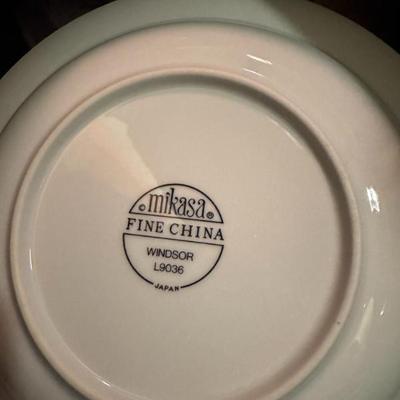 mikasa®
FINE CHINA
WINDSOR
L9036
JAPAN